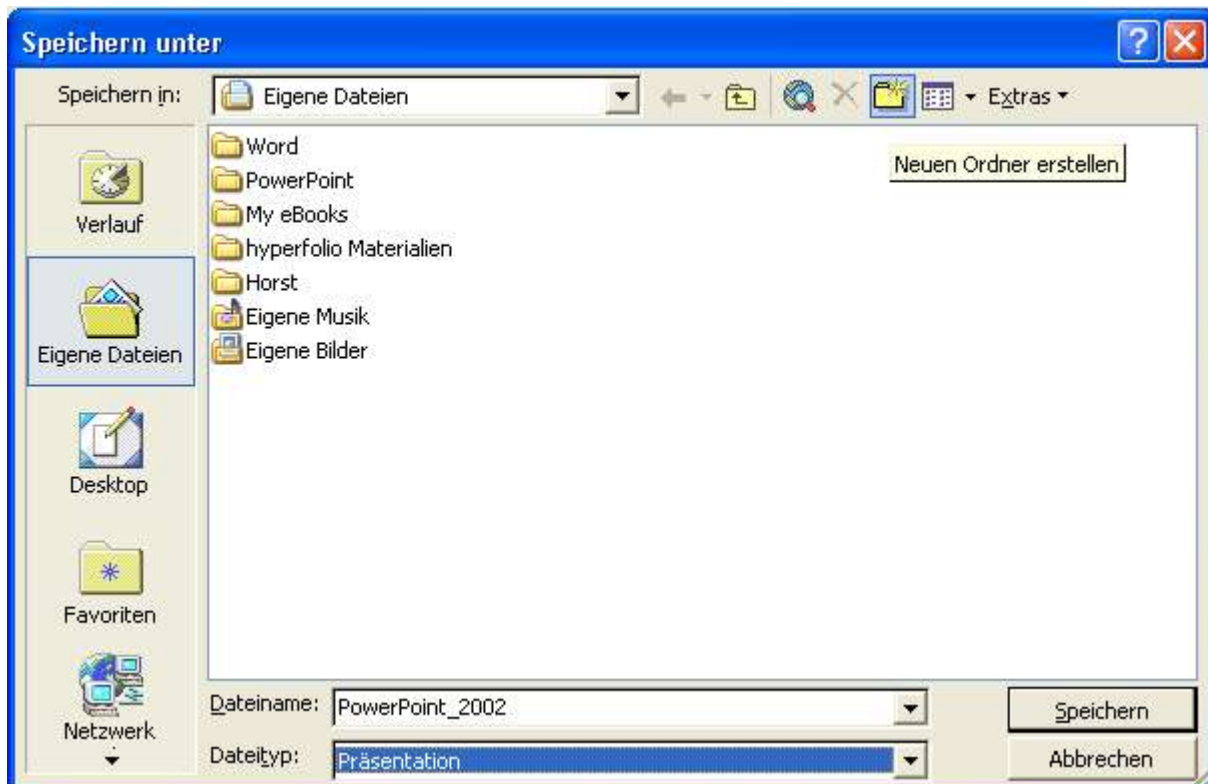 Speichern unter
Speichern in:
Eigene Dateien
Extras
Neuen Ordner erstellen
Verlauf
Eigene Dateien
Desktop
Favoriten
Netzwerk
Word
PowerPoint
My eBooks
hyperfolio Materialien
Horst
Eigene Musik
Eigene Bilder
Dateiname:
PowerPoint_2002
Speichern
Dateityp:
Präsentation
Abbrechen